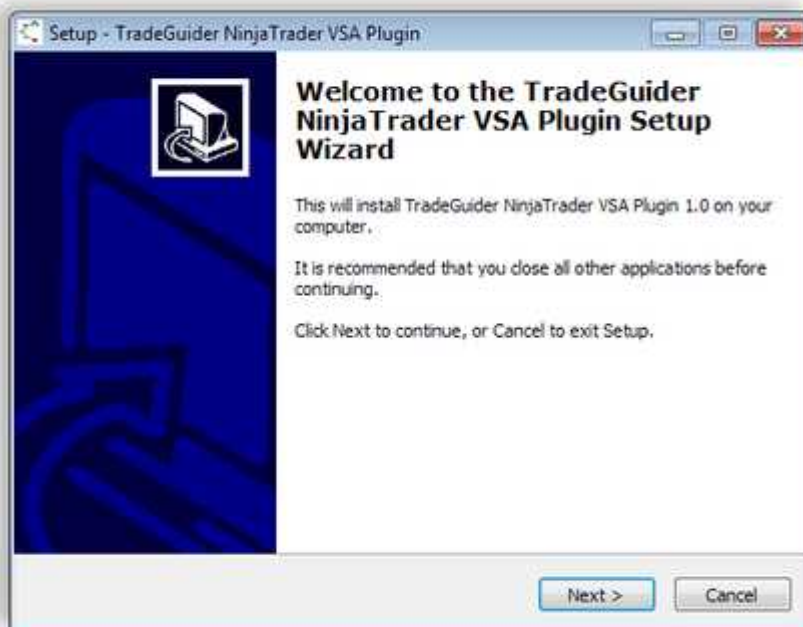 Setup - TradeGuider NinjaTrader VSA Plugin
Welcome to the TradeGuider
NinjaTrader VSA Plugin Setup
Wizard
This will install TradeGuider NinjaTrader VSA Plugin 1.0 on your
computer.
It is recommended that you close all other applications before
continuing.
Click Next to continue, or Cancel to exit Setup.
Next >
Cancel